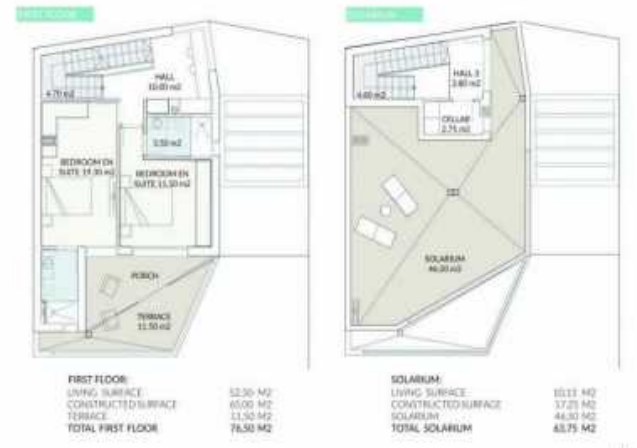 FIRST FLOOR
SOLARIUM
HALL
10.00 m2
4.70 m2
3.50 m2
BEDROOM EN
SUITE 19.30 m2
BEDROOM EN
SUITE 15.50 m2
PORCH
TERRACE
11.50 m2
HALL 3
3.60 m2
4.60 m2
CELLAR
2.75 m2
SOLARIUM
46.50 m2
FIRST FLOOR:
LIVING SURFACE 52,50 M2
CONSTRUCTED SURFACE 65,00 M2
TERRACE 11,50 M2
TOTAL FIRST FLOOR 76,50 M2
SOLARIUM:
LIVING SURFACE M2
CONSTRUCTED SURFACE 17,25 M2
SOLARIUM 46,50 M2
TOTAL SOLARIUM 63,75 M2